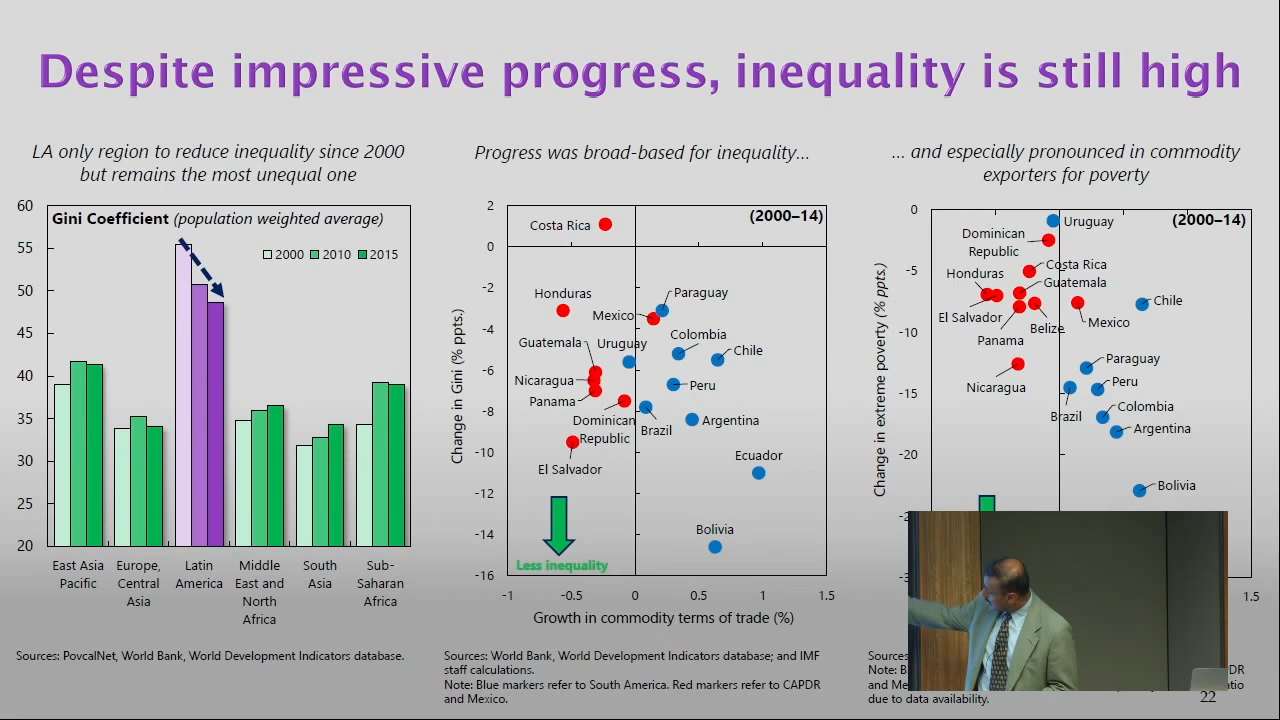 Despite impressive progress, inequality is still high
LA only region to reduce inequality since 2000
but remains the most unequal one
60
55
50
45
40
35
30
25
20
Gini Coefficient (population weighted average)
2000 2010 2015
East Asia
Pacific
Europe,
Central
Asia
Latin
America
Middle
East and
North
Africa
South
Asia
Sub-
Saharan
Africa
Sources: PovcalNet, World Bank, World Development Indicators database.
Progress was broad-based for inequality...
(2000–14)
Change in Gini (% ppts.)
2
0
-2
-4
-6
-8
-10
-12
-14
-16
Costa Rica
Honduras
Paraguay
Mexico
Colombia
Guatemala
Uruguay
Chile
Nicaragua
Peru
Panama
Dominican
Republic
Brazil
Argentina
El Salvador
Ecuador
Bolivia
Less inequality
-1
-0.5
0
0.5
1
1.5
Growth in commodity terms of trade (%)
Sources: World Bank, World Development Indicators database; and IMF
staff calculations.
Note: Blue markers refer to South America. Red markers refer to CAPDR
and Mexico.
... and especially pronounced in commodity
exporters for poverty
(2000–14)
Change in extreme poverty (% ppts.)
0
-5
-10
-15
-20
Uruguay
Dominican
Republic
Costa Rica
Honduras
Guatemala
El Salvador
Belize
Panama
Mexico
Chile
Nicaragua
Paraguay
Peru
Brazil
Colombia
Argentina
Bolivia
1.5
Sources
Note: B
DR
and Me
atio
due to data availability.
22